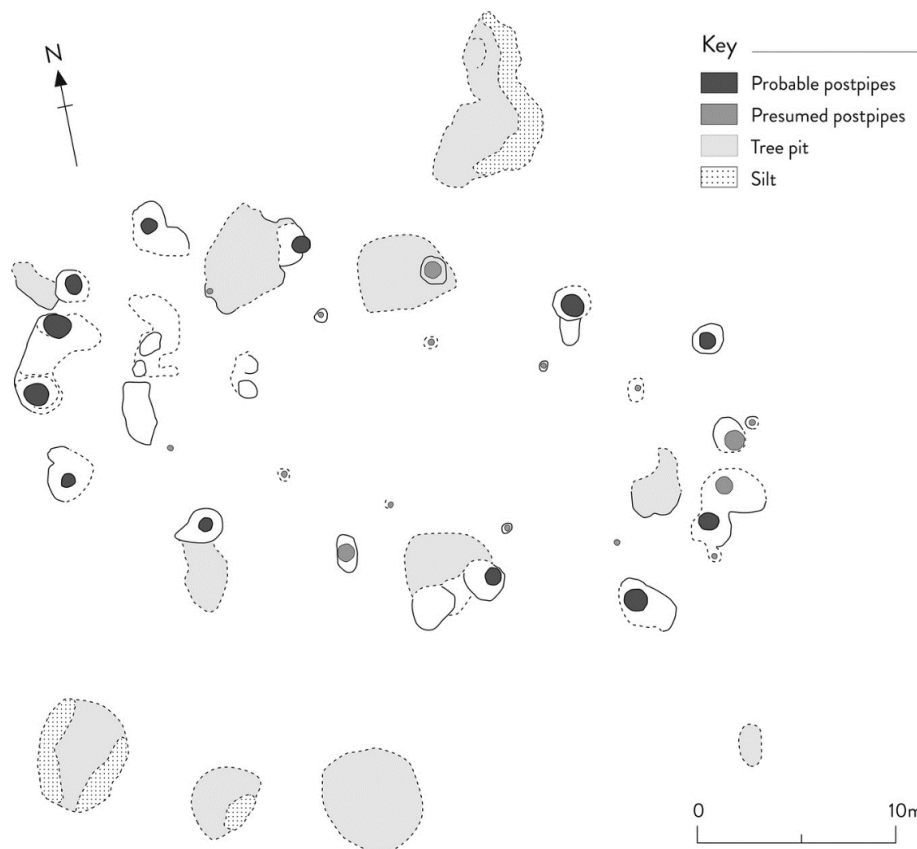 N
Key
Probable postpipes
Presumed postpipes
Tree pit
Silt
0 10m